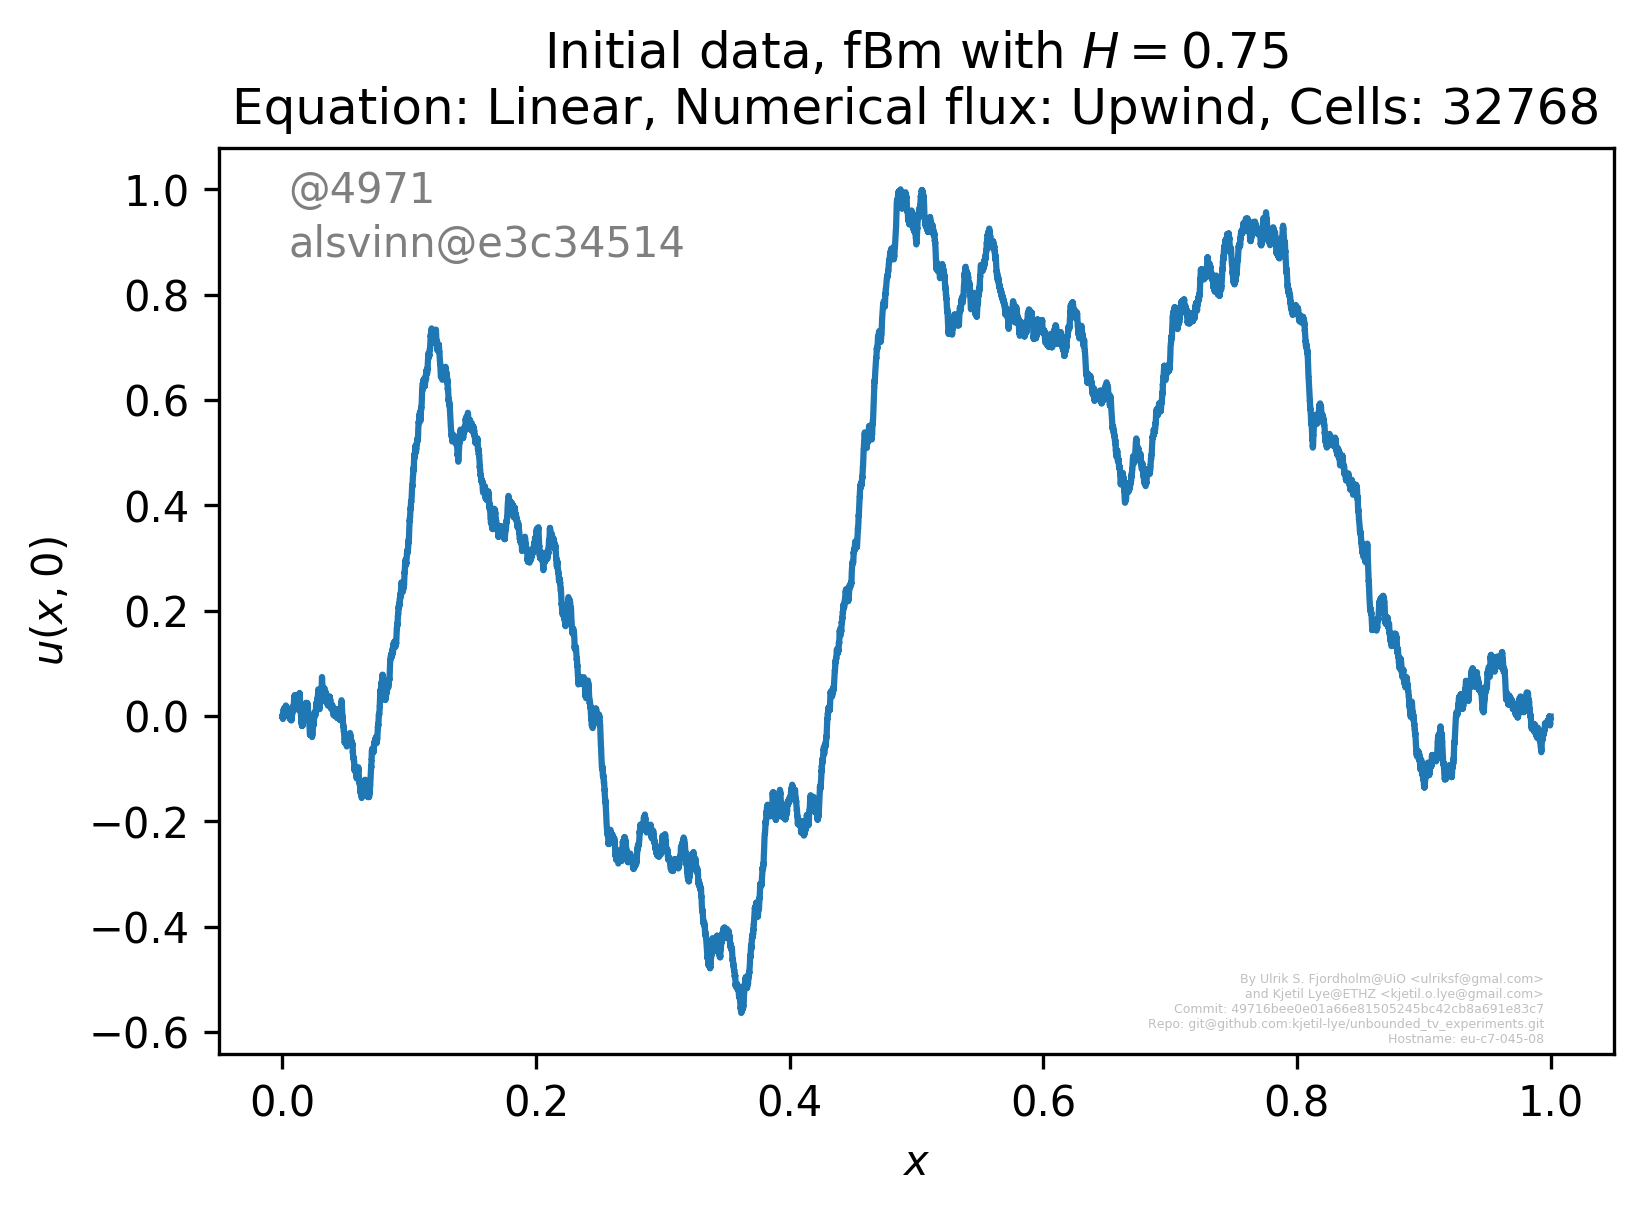 Initial data, fBm with H = 0.75
Equation: Linear, Numerical flux: Upwind, Cells: 32768
@4971
alsvinn@e3c34514
1.0
0.8
0.6
0.4
0.2
0.0
−0.2
−0.4
−0.6
u(x, 0)
By Ulrik S. Fjordholm@UiO <ulriksf@gmal.com>
and Kjetil Lye@ETHZ <kjetil.o.lye@gmail.com>
Commit: 49716bee0e01a66e81505245bc42cb8a691e83c7
Repo: git@github.com:kjetil-lye/unbounded_tv_experiments.git
Hostname: eu-c7-045-08
0.0 0.2 0.4 0.6 0.8 1.0
x